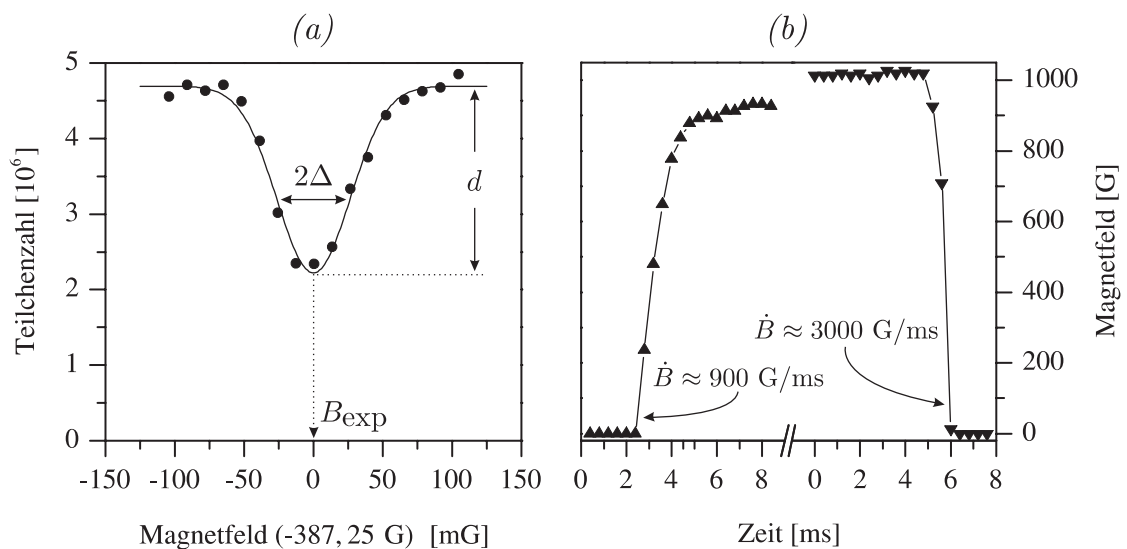 (a)
5
4
3
2
1
0
Teilchenzahl [10⁶]
2Δ
d
B_exp
-150 -100 -50 0 50 100 150
Magnetfeld (-387, 25 G) [mG]
(b)
1000
800
600
400
200
0
Magnetfeld [G]
Ḃ ≈ 3000 G/ms
Ḃ ≈ 900 G/ms
0 2 4 6 8 0 2 4 6 8
Zeit [ms]